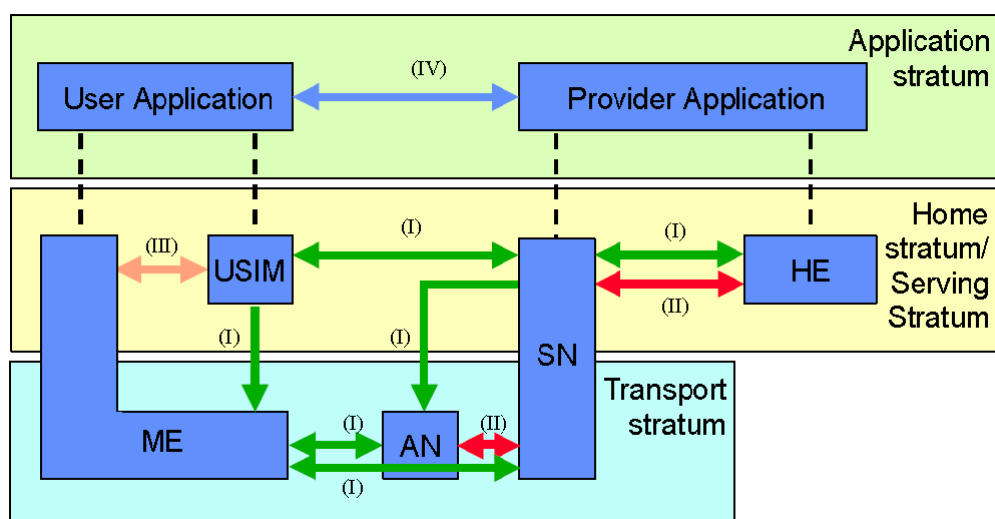 Application
stratum
(IV)
User Application
Provider Application
Home
stratum/
Serving
Stratum
(I)
(I)
(III)
USIM
HE
(II)
(I)
(I)
SN
Transport
stratum
(I)
(II)
ME
AN
(I)